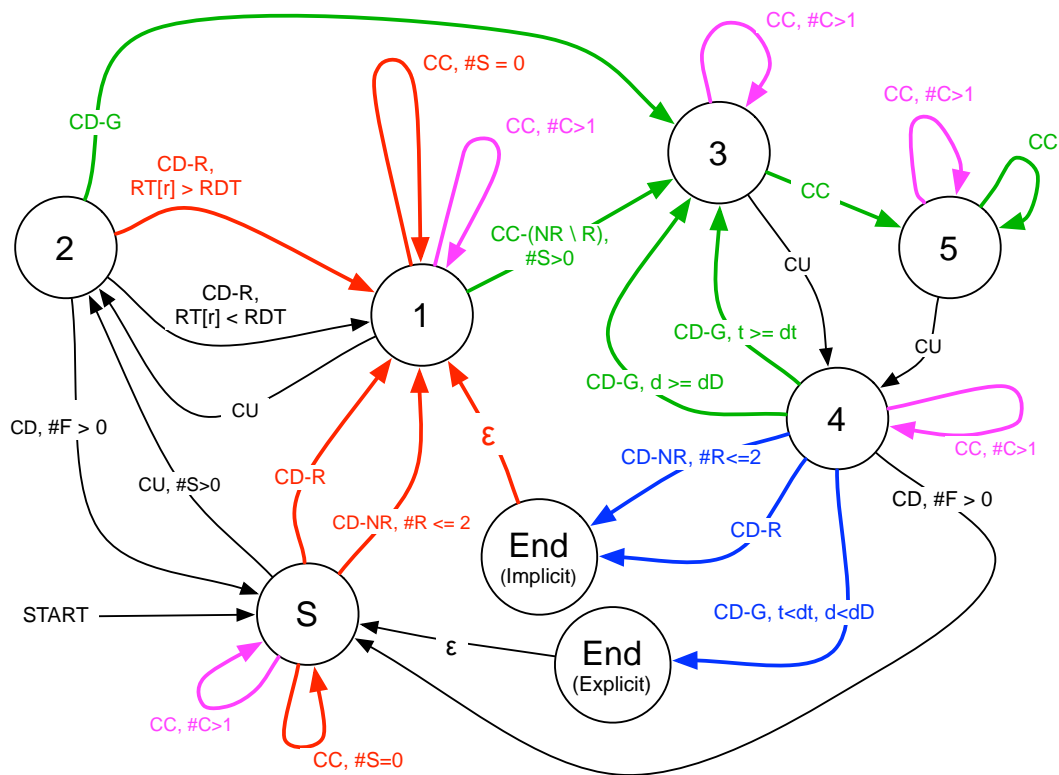 CC, #C>1
CC, #S = 0
CC, #C>1
CD-G
CC, #C>1
3
CC
CD-R,
RT[r] > RDT
CC
2
CC-(NR \ R),
#S>0
5
CU
CD-R,
RT[r] < RDT
1
CD-G, t >= dt
CU
CD-G, d >= dD
CU
4
CD, #F > 0
ε
CD-NR, #R<=2
CC, #C>1
CU, #S>0
CD-R
CD, #F > 0
CD-NR, #R <= 2
End
(Implicit)
CD-R
START
S
CD-G, t<dt, d<dD
ε
End
(Explicit)
CC, #C>1
CC, #S=0